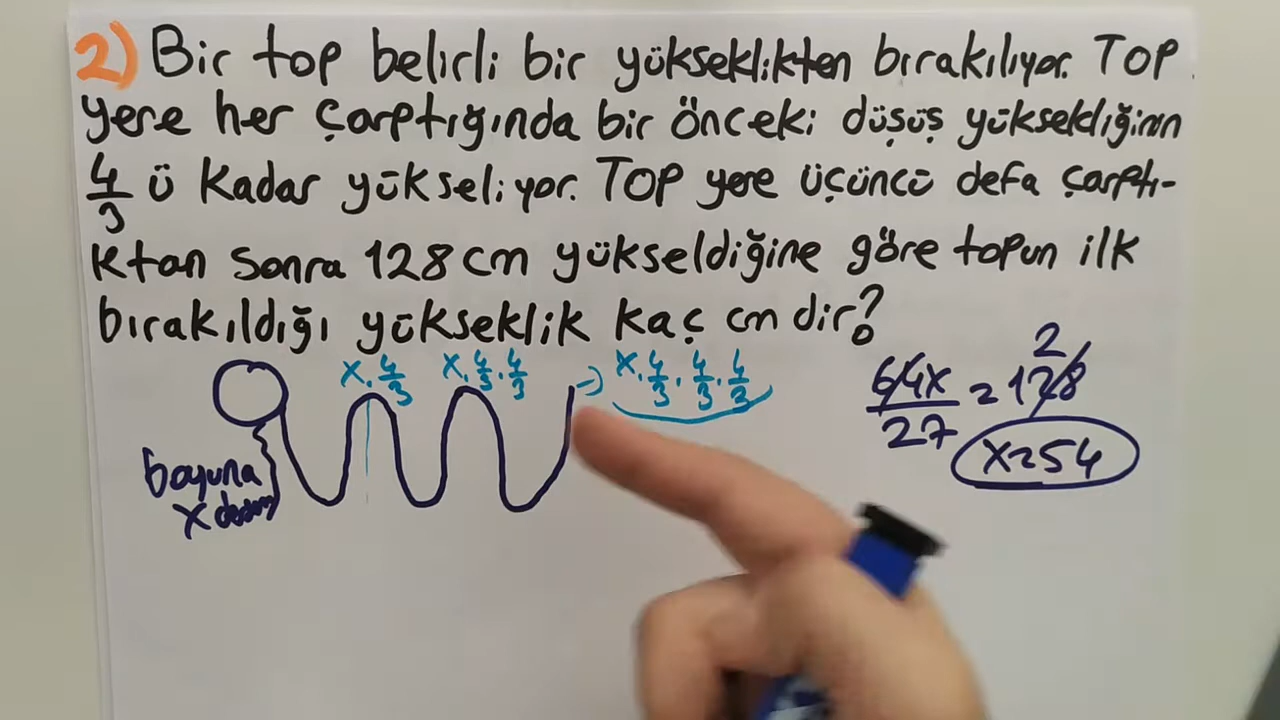 2) Bir top belirli bir yükseklikten bırakılıyor. TOP
yere her çarptığında bir önceki düşüş yüksekliğinin
4/3 ü kadar yükseliyor. TOP yere üçüncü defa çarptı-
ktan sonra 128 cm yükseldiğine göre topun ilk
bırakıldığı yükseklik kaç cm dir?
x.4/3 x.4/3.4/3 → x.4/3.4/3.4/3
64x/27 = 128 2
x=54
boyuna
x dedim